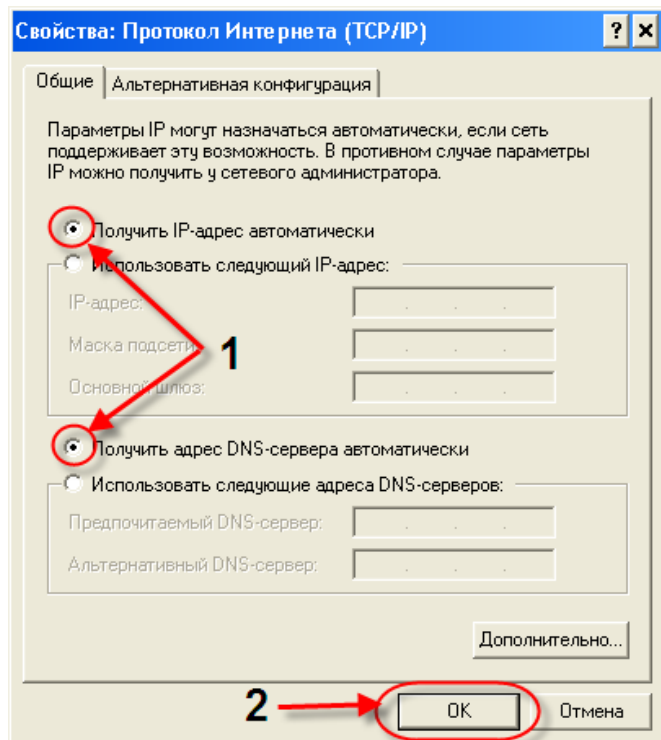 Свойства: Протокол Интернета (TCP/IP)
Общие
Альтернативная конфигурация
Параметры IP могут назначаться автоматически, если сеть
поддерживает эту возможность. В противном случае параметры
IP можно получить у сетевого администратора.
Получить IP-адрес автоматически
Использовать следующий IP-адрес:
IP-адрес:
Маска подсети:
1
Основной шлюз:
Получить адрес DNS-сервера автоматически
Использовать следующие адреса DNS-серверов:
Предпочитаемый DNS-сервер:
Альтернативный DNS-сервер:
Дополнительно...
2
OK
Отмена